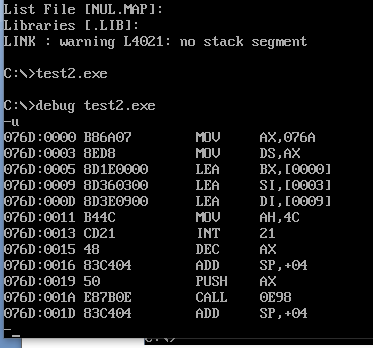 List File [NUL.MAP]:
Libraries [.LIB]:
LINK : warning L4021: no stack segment
C:\>test2.exe
C:\>debug test2.exe
-u
076D:0000 B86A07 MOV AX,076A
076D:0003 8ED8 MOV DS,AX
076D:0005 8D1E0000 LEA BX,[0000]
076D:0009 8D360300 LEA SI,[0003]
076D:000D 8D3E0900 LEA DI,[0009]
076D:0011 B44C MOV AH,4C
076D:0013 CD21 INT 21
076D:0015 48 DEC AX
076D:0016 83C404 ADD SP,+04
076D:0019 50 PUSH AX
076D:001A E87B0E CALL 0E98
076D:001D 83C404 ADD SP,+04
-